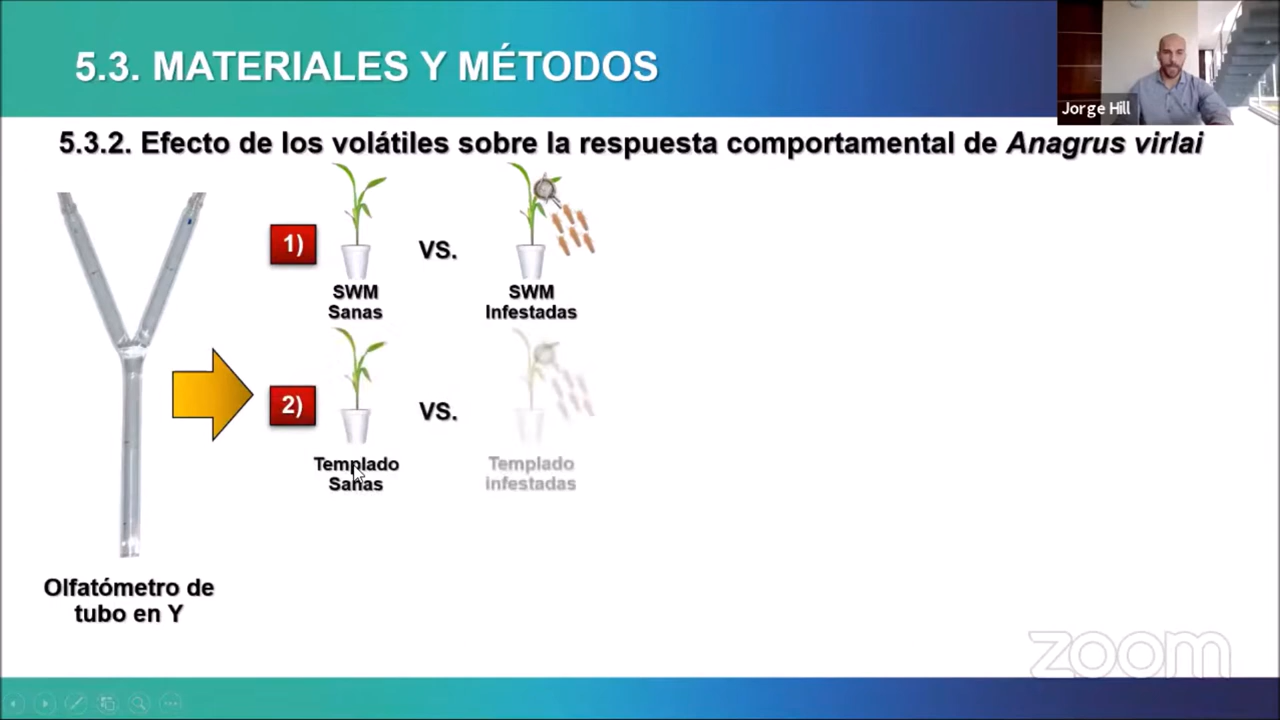 5.3. MATERIALES Y MÉTODOS
Jorge Hill
5.3.2. Efecto de los volátiles sobre la respuesta comportamental de Anagrus virlai
1)
VS.
SWM
Sanas
SWM
Infestadas
2)
VS.
Templado
Sanas
Templado
infestadas
Olfatómetro de
tubo en Y
zoom